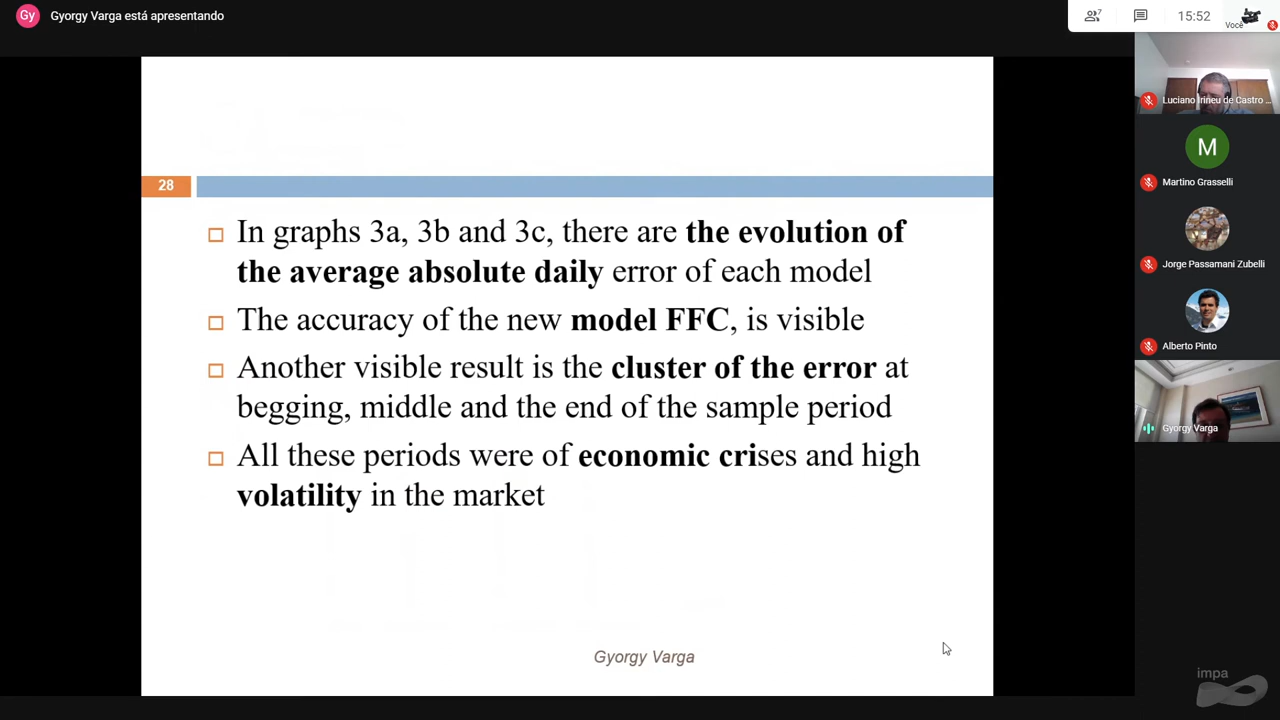 Gy Gyorgy Varga está apresentando
7
15:52
Você
28
In graphs 3a, 3b and 3c, there are the evolution of
the average absolute daily error of each model
The accuracy of the new model FFC, is visible
Another visible result is the cluster of the error at
begging, middle and the end of the sample period
All these periods were of economic crises and high
volatility in the market
Gyorgy Varga
Luciano Irineu de Castro ...
M
Martino Grasselli
Jorge Passamani Zubelli
Alberto Pinto
Gyorgy Varga
impa